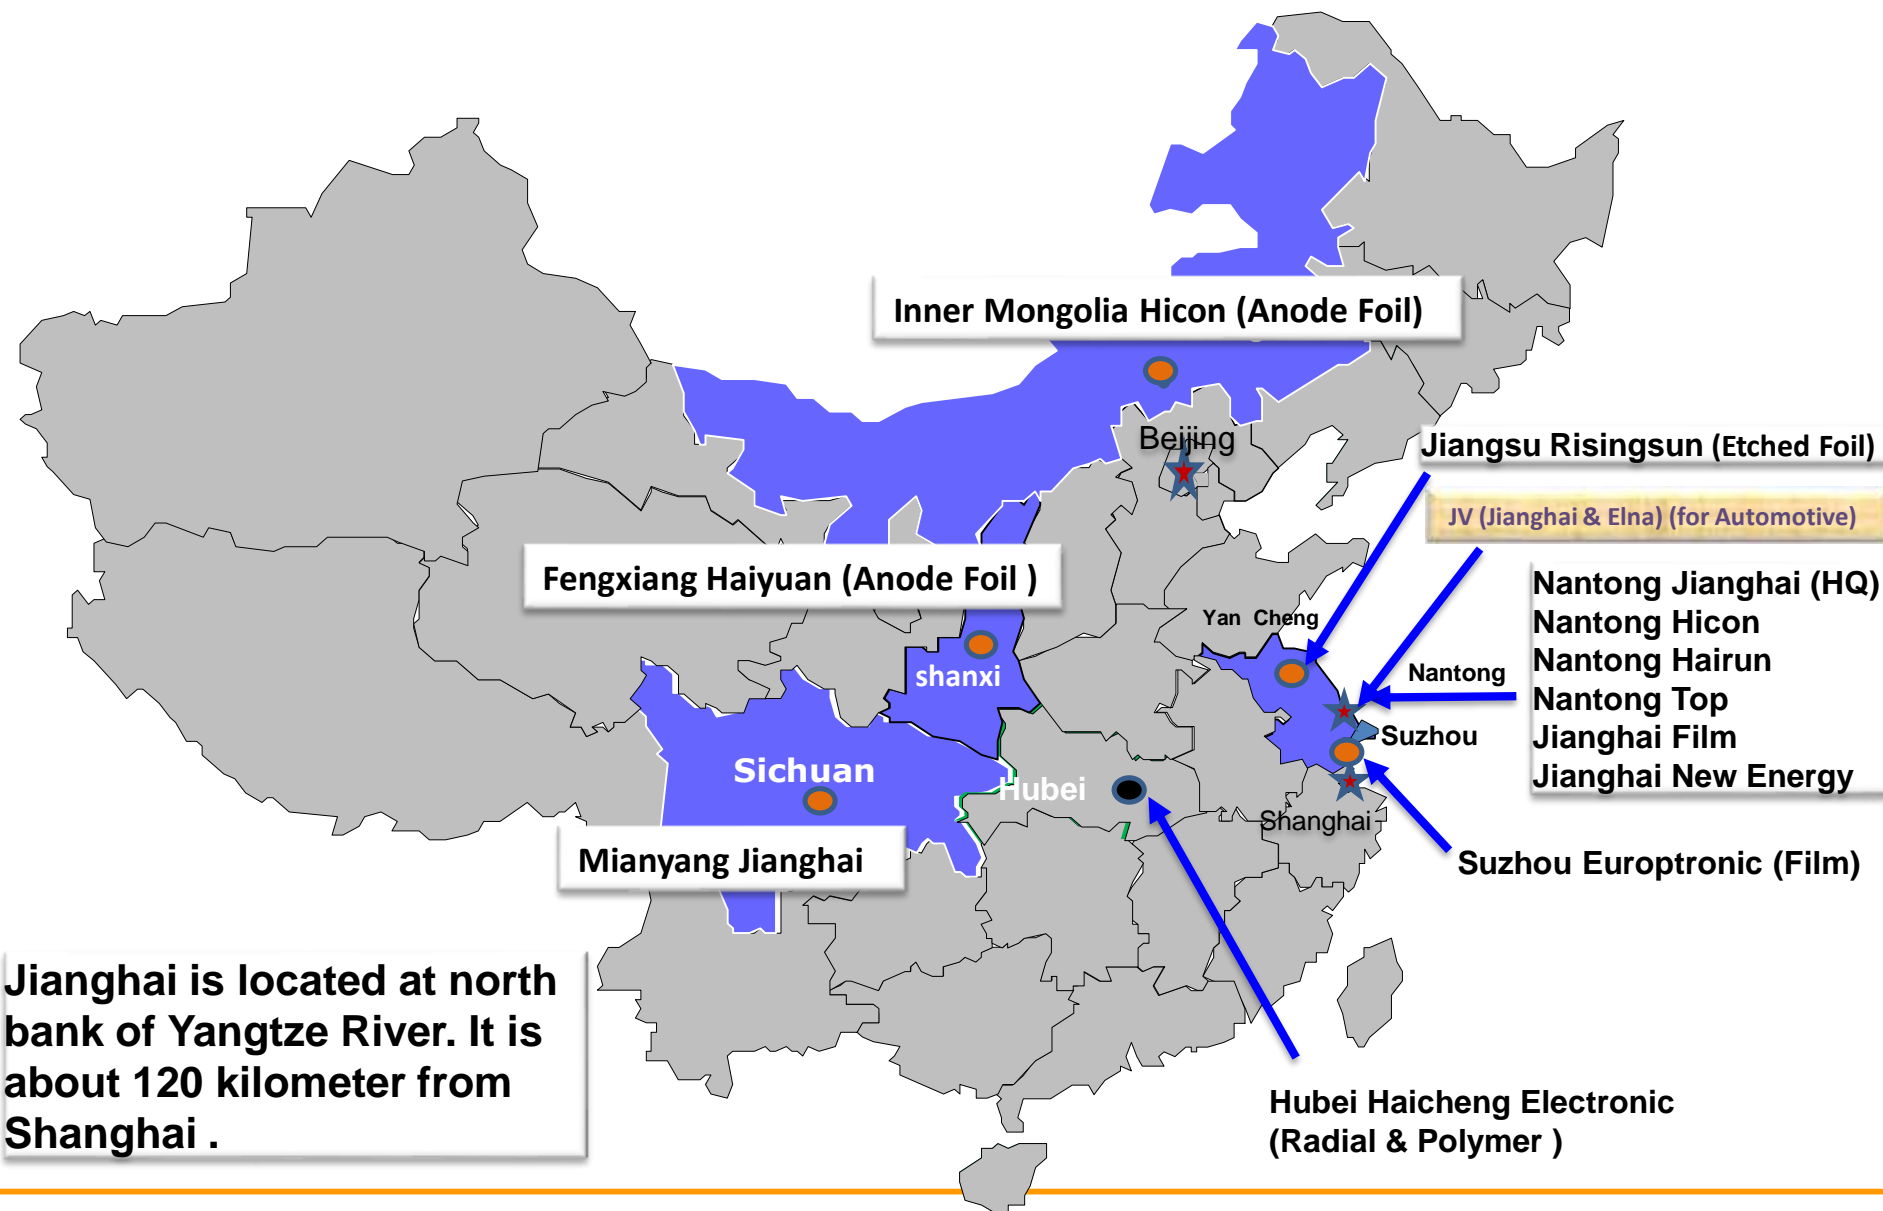 Inner Mongolia Hicon (Anode Foil)
Beijing
Jiangsu Risingsun (Etched Foil)
JV (Jianghai & Elna) (for Automotive)
Fengxiang Haiyuan (Anode Foil )
Nantong Jianghai (HQ)
Nantong Hicon
Nantong Hairun
Nantong Top
Jianghai Film
Jianghai New Energy
Yan Cheng
shanxi
Nantong
Suzhou
Sichuan
Hubei
Shanghai
Mianyang Jianghai
Suzhou Europtronic (Film)
Jianghai is located at north
bank of Yangtze River. It is
about 120 kilometer from
Shanghai .
Hubei Haicheng Electronic
(Radial & Polymer )